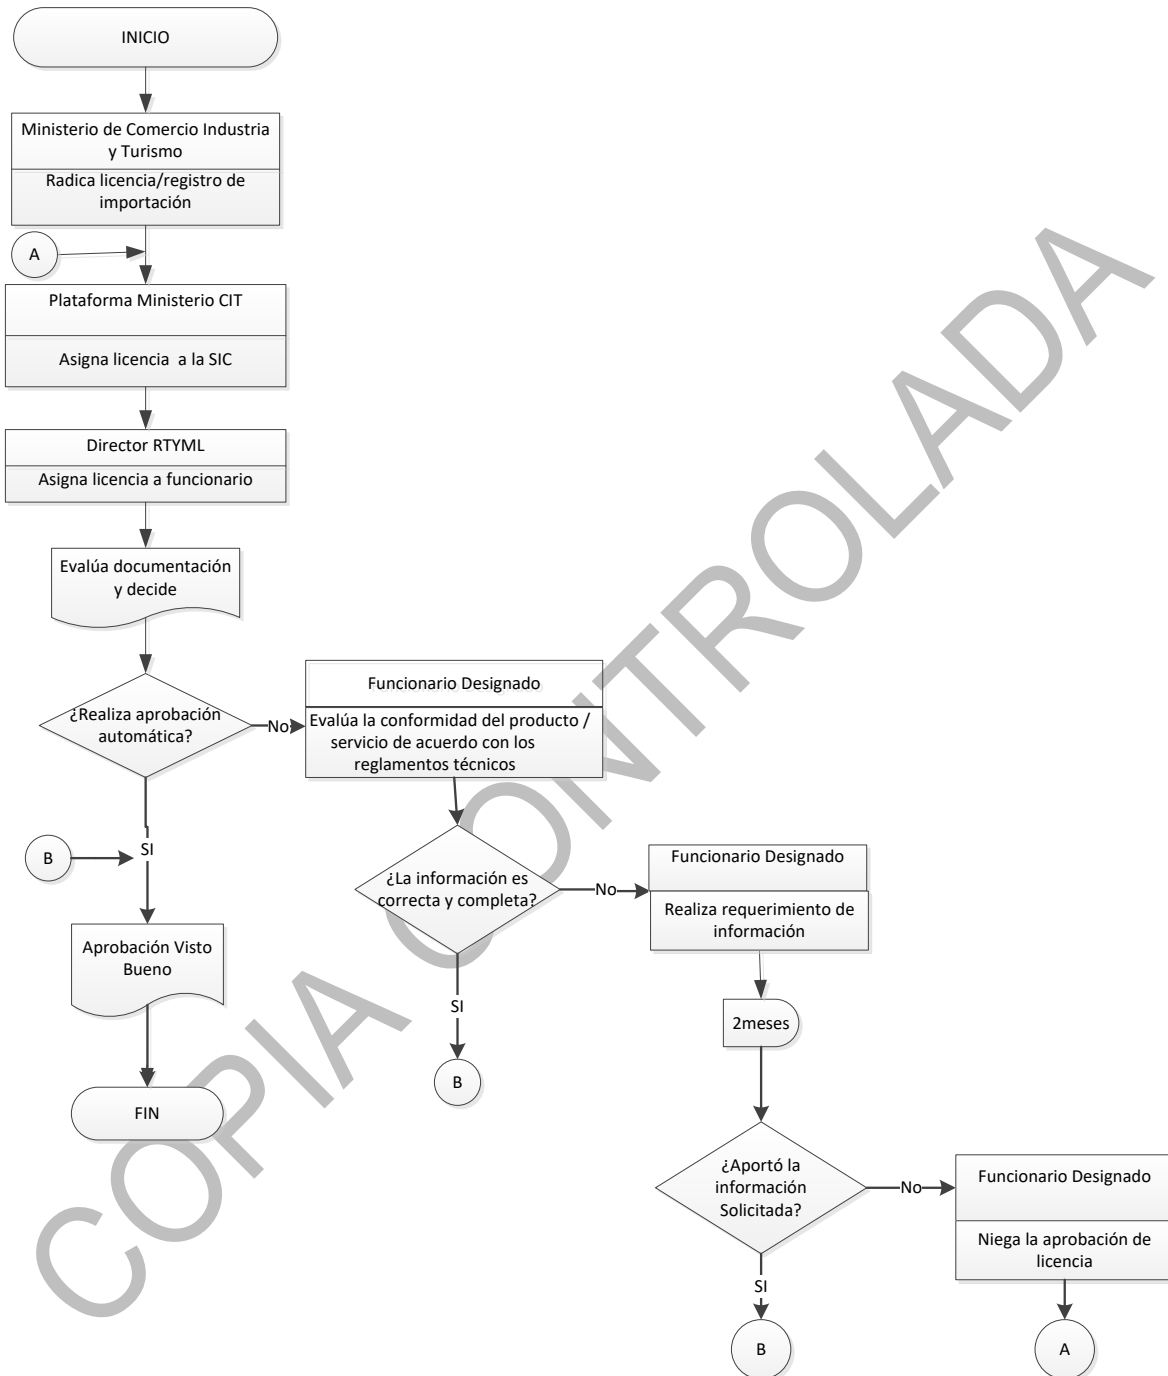 INICIO
Ministerio de Comercio Industria
y Turismo
Radica licencia/registro de
importación
A
Plataforma Ministerio CIT
Asigna licencia a la SIC
Director RTYML
Asigna licencia a funcionario
Evalúa documentación
y decide
¿Realiza aprobación
automática?
No
Funcionario Designado
Evalúa la conformidad del producto /
servicio de acuerdo con los
reglamentos técnicos
SI
B
Aprobación Visto
Bueno
FIN
¿La información es
correcta y completa?
No
SI
B
Funcionario Designado
Realiza requerimiento de
información
2meses
¿Aportó la
información
Solicitada?
No
SI
B
Funcionario Designado
Niega la aprobación de
licencia
A
COPIA CONTROLADA